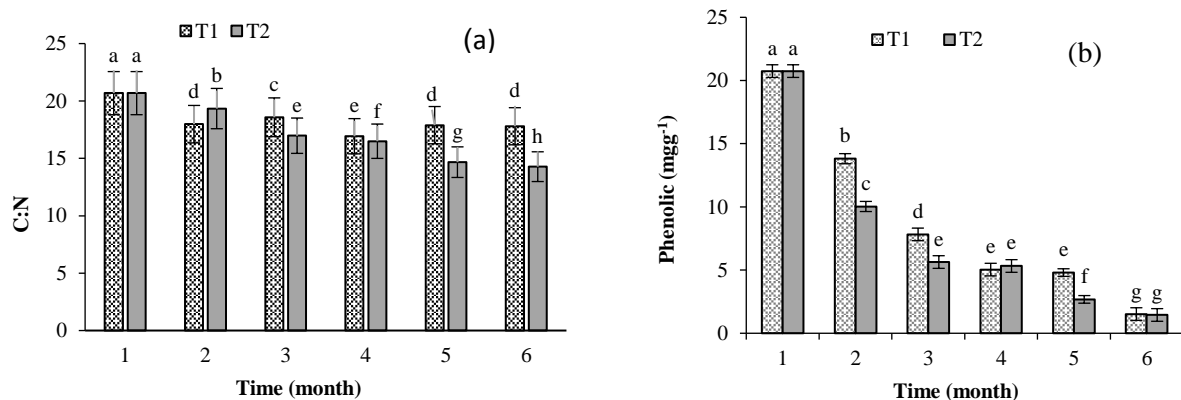 T1 T2
(a)
25
20
15
10
5
0
C:N
a a
d b
c e
e f
d g
d h
1 2 3 4 5 6
Time (month)
(b)
T1 T2
25
20
15
10
5
0
Phenolic (mgg⁻¹)
a a
b c
d e
e e
e f
g g
1 2 3 4 5 6
Time (month)